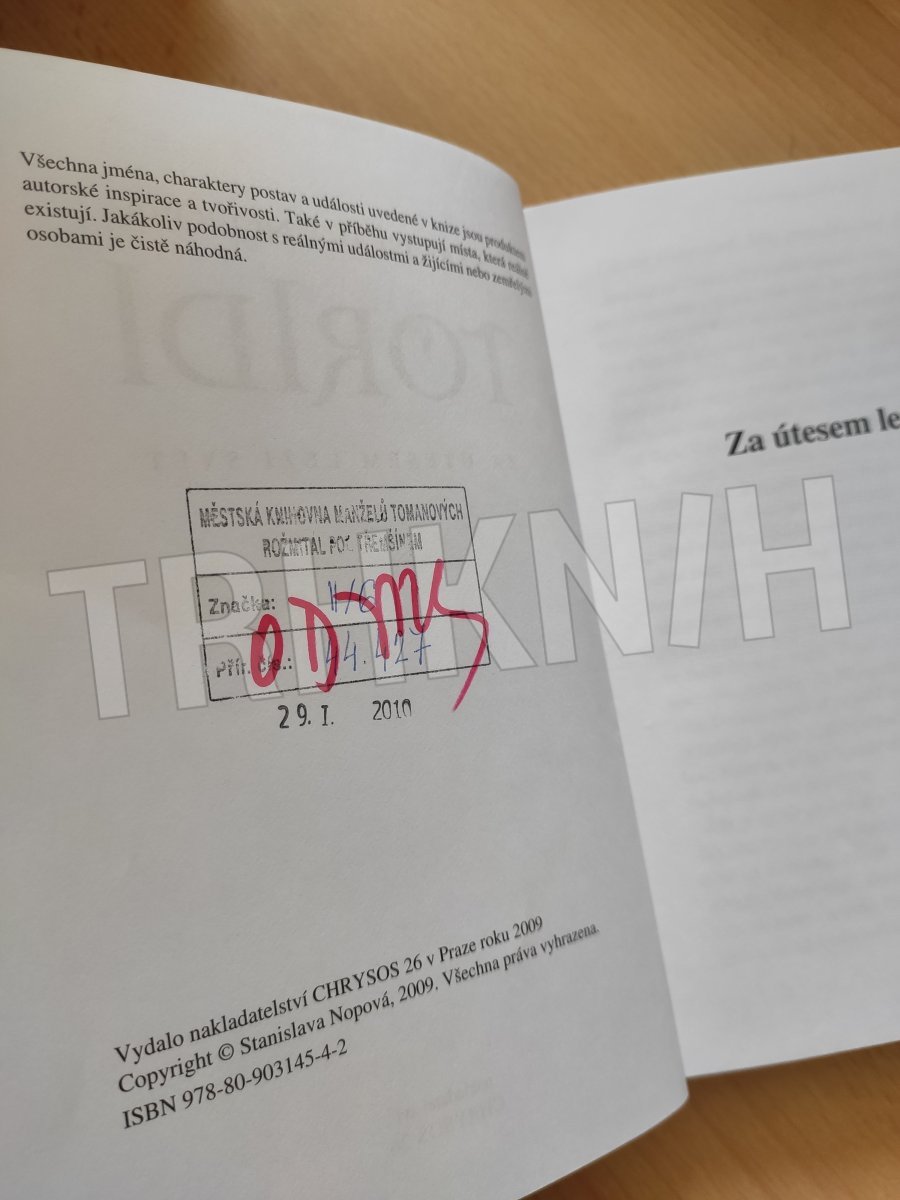 Všechna jména, charaktery postav a události uvedené v knize jsou produktem
autorské inspirace a tvořivosti. Také v příběhu vystupují místa, která reálně
existují. Jakákoliv podobnost s reálnými událostmi a žijícími nebo zemřelými
osobami je čistě náhodná.
Za útesem le
MĚSTSKÁ KNIHOVNA MANŽELŮ TOMANOVÝCH
ROŽMITÁL POD TŘEMŠÍNEM
Značka:
Přír. čís.: 44.427
29. I. 2010
TRHKNIH
Vydalo nakladatelství CHRYSOS 26 v Praze roku 2009
Copyright © Stanislava Nopová, 2009. Všechna práva vyhrazena.
ISBN 978-80-903145-4-2